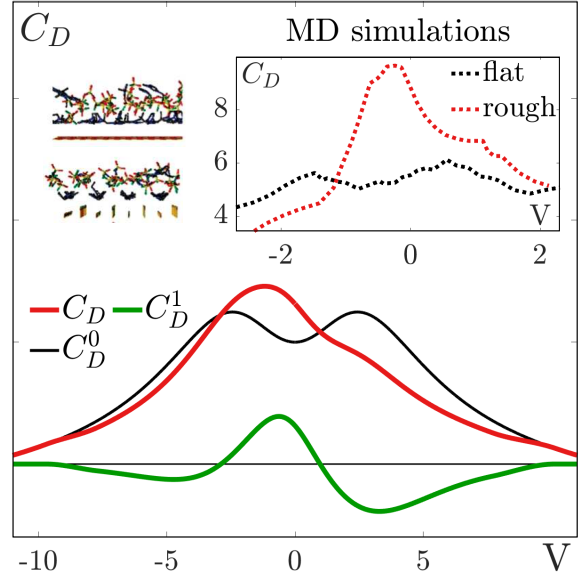 C_D
MD simulations
C_D
flat
rough
8
6
4
V
-2 0 2
C_D C_D^1
C_D^0
-10 -5 0 5 V